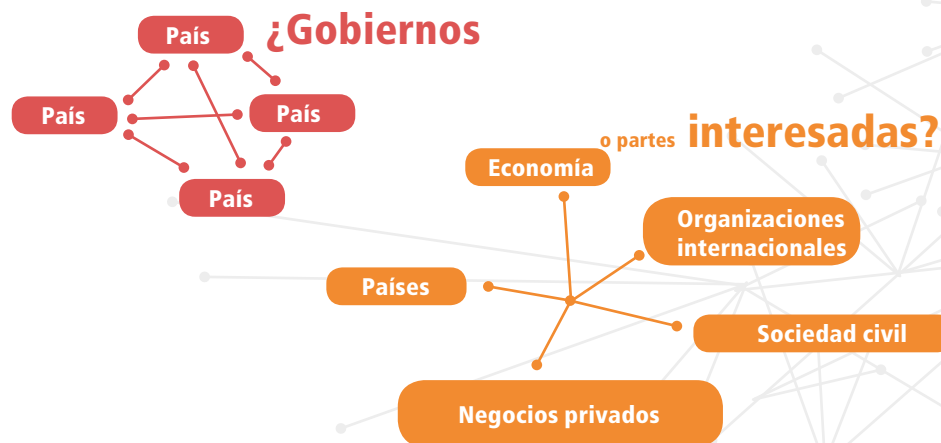 ¿Gobiernos
País
País
País
País
o partes interesadas?
Economía
Organizaciones
internacionales
Países
Sociedad civil
Negocios privados